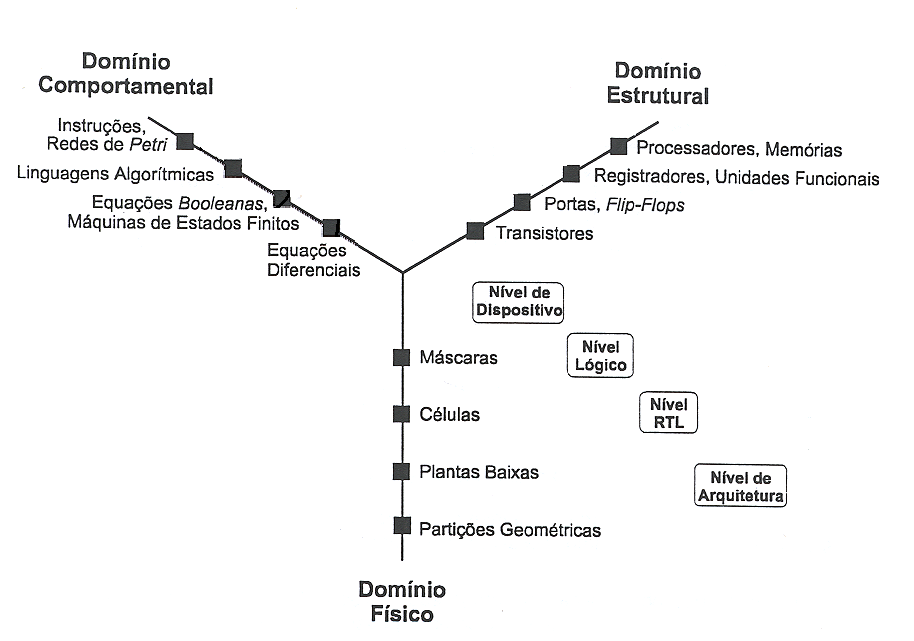 Domínio
Comportamental
Domínio
Estrutural
Instruções,
Redes de Petri
Linguagens Algorítmicas
Equações Booleanas,
Máquinas de Estados Finitos
Equações
Diferenciais
Processadores, Memórias
Registradores, Unidades Funcionais
Portas, Flip-Flops
Transistores
Nível de
Dispositivo
Nível
Lógico
Nível
RTL
Nível de
Arquitetura
Máscaras
Células
Plantas Baixas
Partições Geométricas
Domínio
Físico